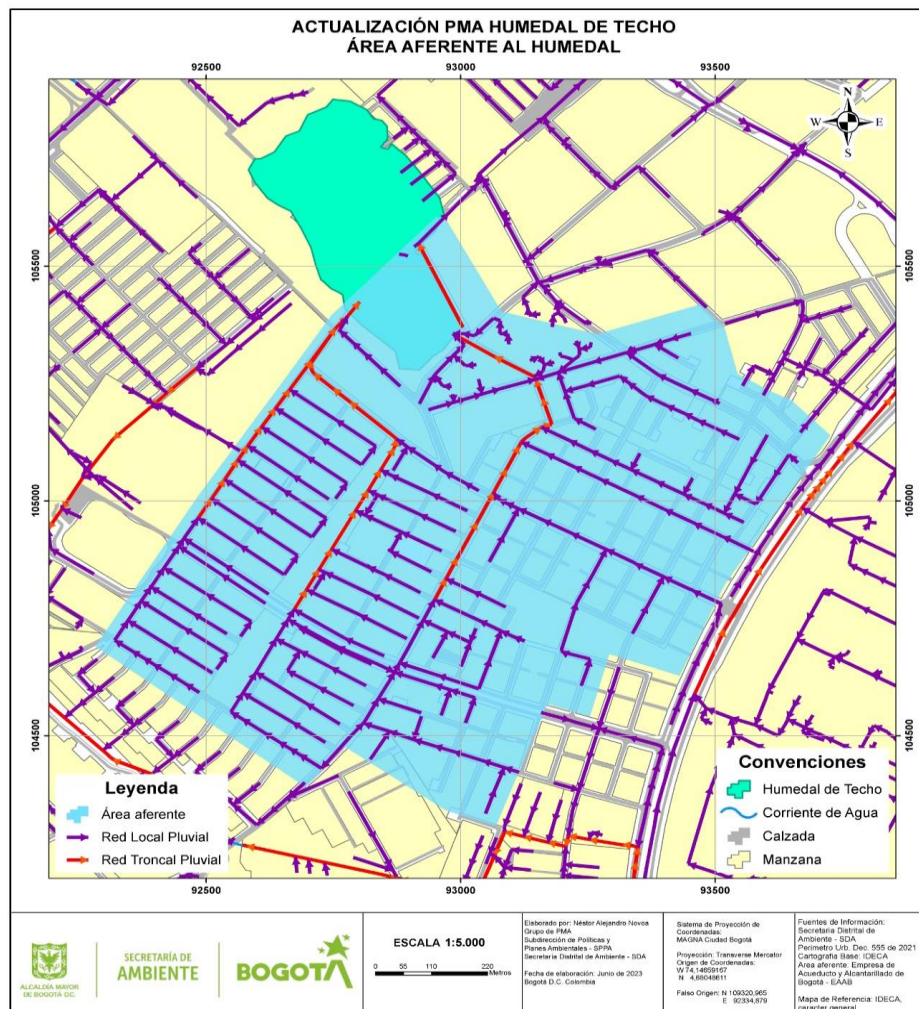 ACTUALIZACIÓN PMA HUMEDAL DE TECHO
ÁREA AFERENTE AL HUMEDAL
92500
93000
93500
N
W
E
S
105500
105500
105000
105000
104500
104500
Leyenda
Área aferente
Red Local Pluvial
Red Troncal Pluvial
Convenciones
Humedal de Techo
Corriente de Agua
Calzada
Manzana
92500
93000
93500
ALCALDÍA MAYOR
DE BOGOTÁ D.C.
SECRETARÍA DE
AMBIENTE
BOGOTÁ
ESCALA 1:5.000
0 55 110 220
Metros
Elaborado por: Néstor Alejandro Novoa
Grupo de PMA
Subdirección de Políticas y
Planes Ambientales - SPPA
Secretaría Distrital de Ambiente - SDA
Fecha de elaboración: Junio de 2023
Bogotá D.C. Colombia
Sistema de Proyección de
Coordenadas:
MAGNA Ciudad Bogotá
Proyección: Transverse Mercator
Origen de Coordenadas:
W 74,14659167
N 4,68048611
Falso Origen: N 109320,965
E 92334,879
Fuentes de Información:
Secretaria Distrital de
Ambiente - SDA
Perímetro Urb. Dec. 555 de 2021
Cartografía Base: IDECA
Área aferente: Empresa de
Acueducto y Alcantarillado de
Bogotá - EAAB
Mapa de Referencia: IDECA,
caracter general